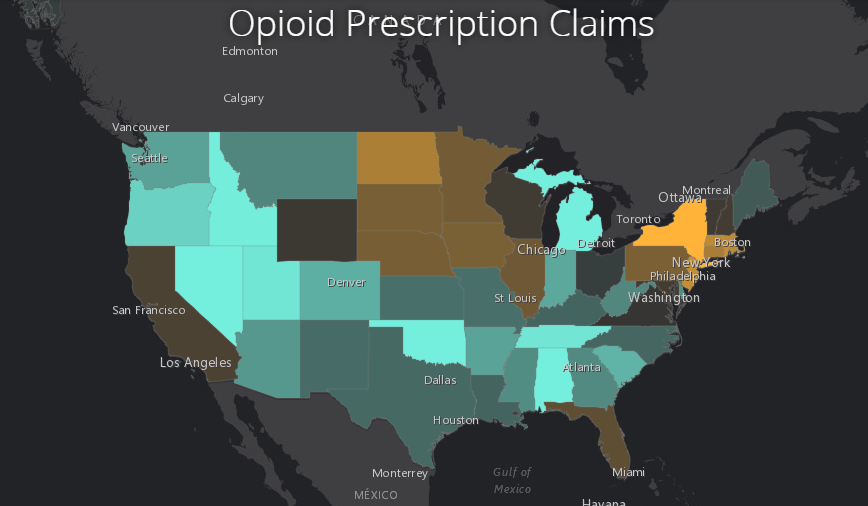 Opioid Prescription Claims
CANADA
Edmonton
Calgary
Vancouver
Seattle
Montreal
Ottawa
Toronto
Boston
Detroit
Chicago
New York
Philadelphia
Denver
St Louis
Washington
San Francisco
Los Angeles
Atlanta
Dallas
Houston
Miami
Monterrey
Gulf of
Mexico
MÉXICO
Havana